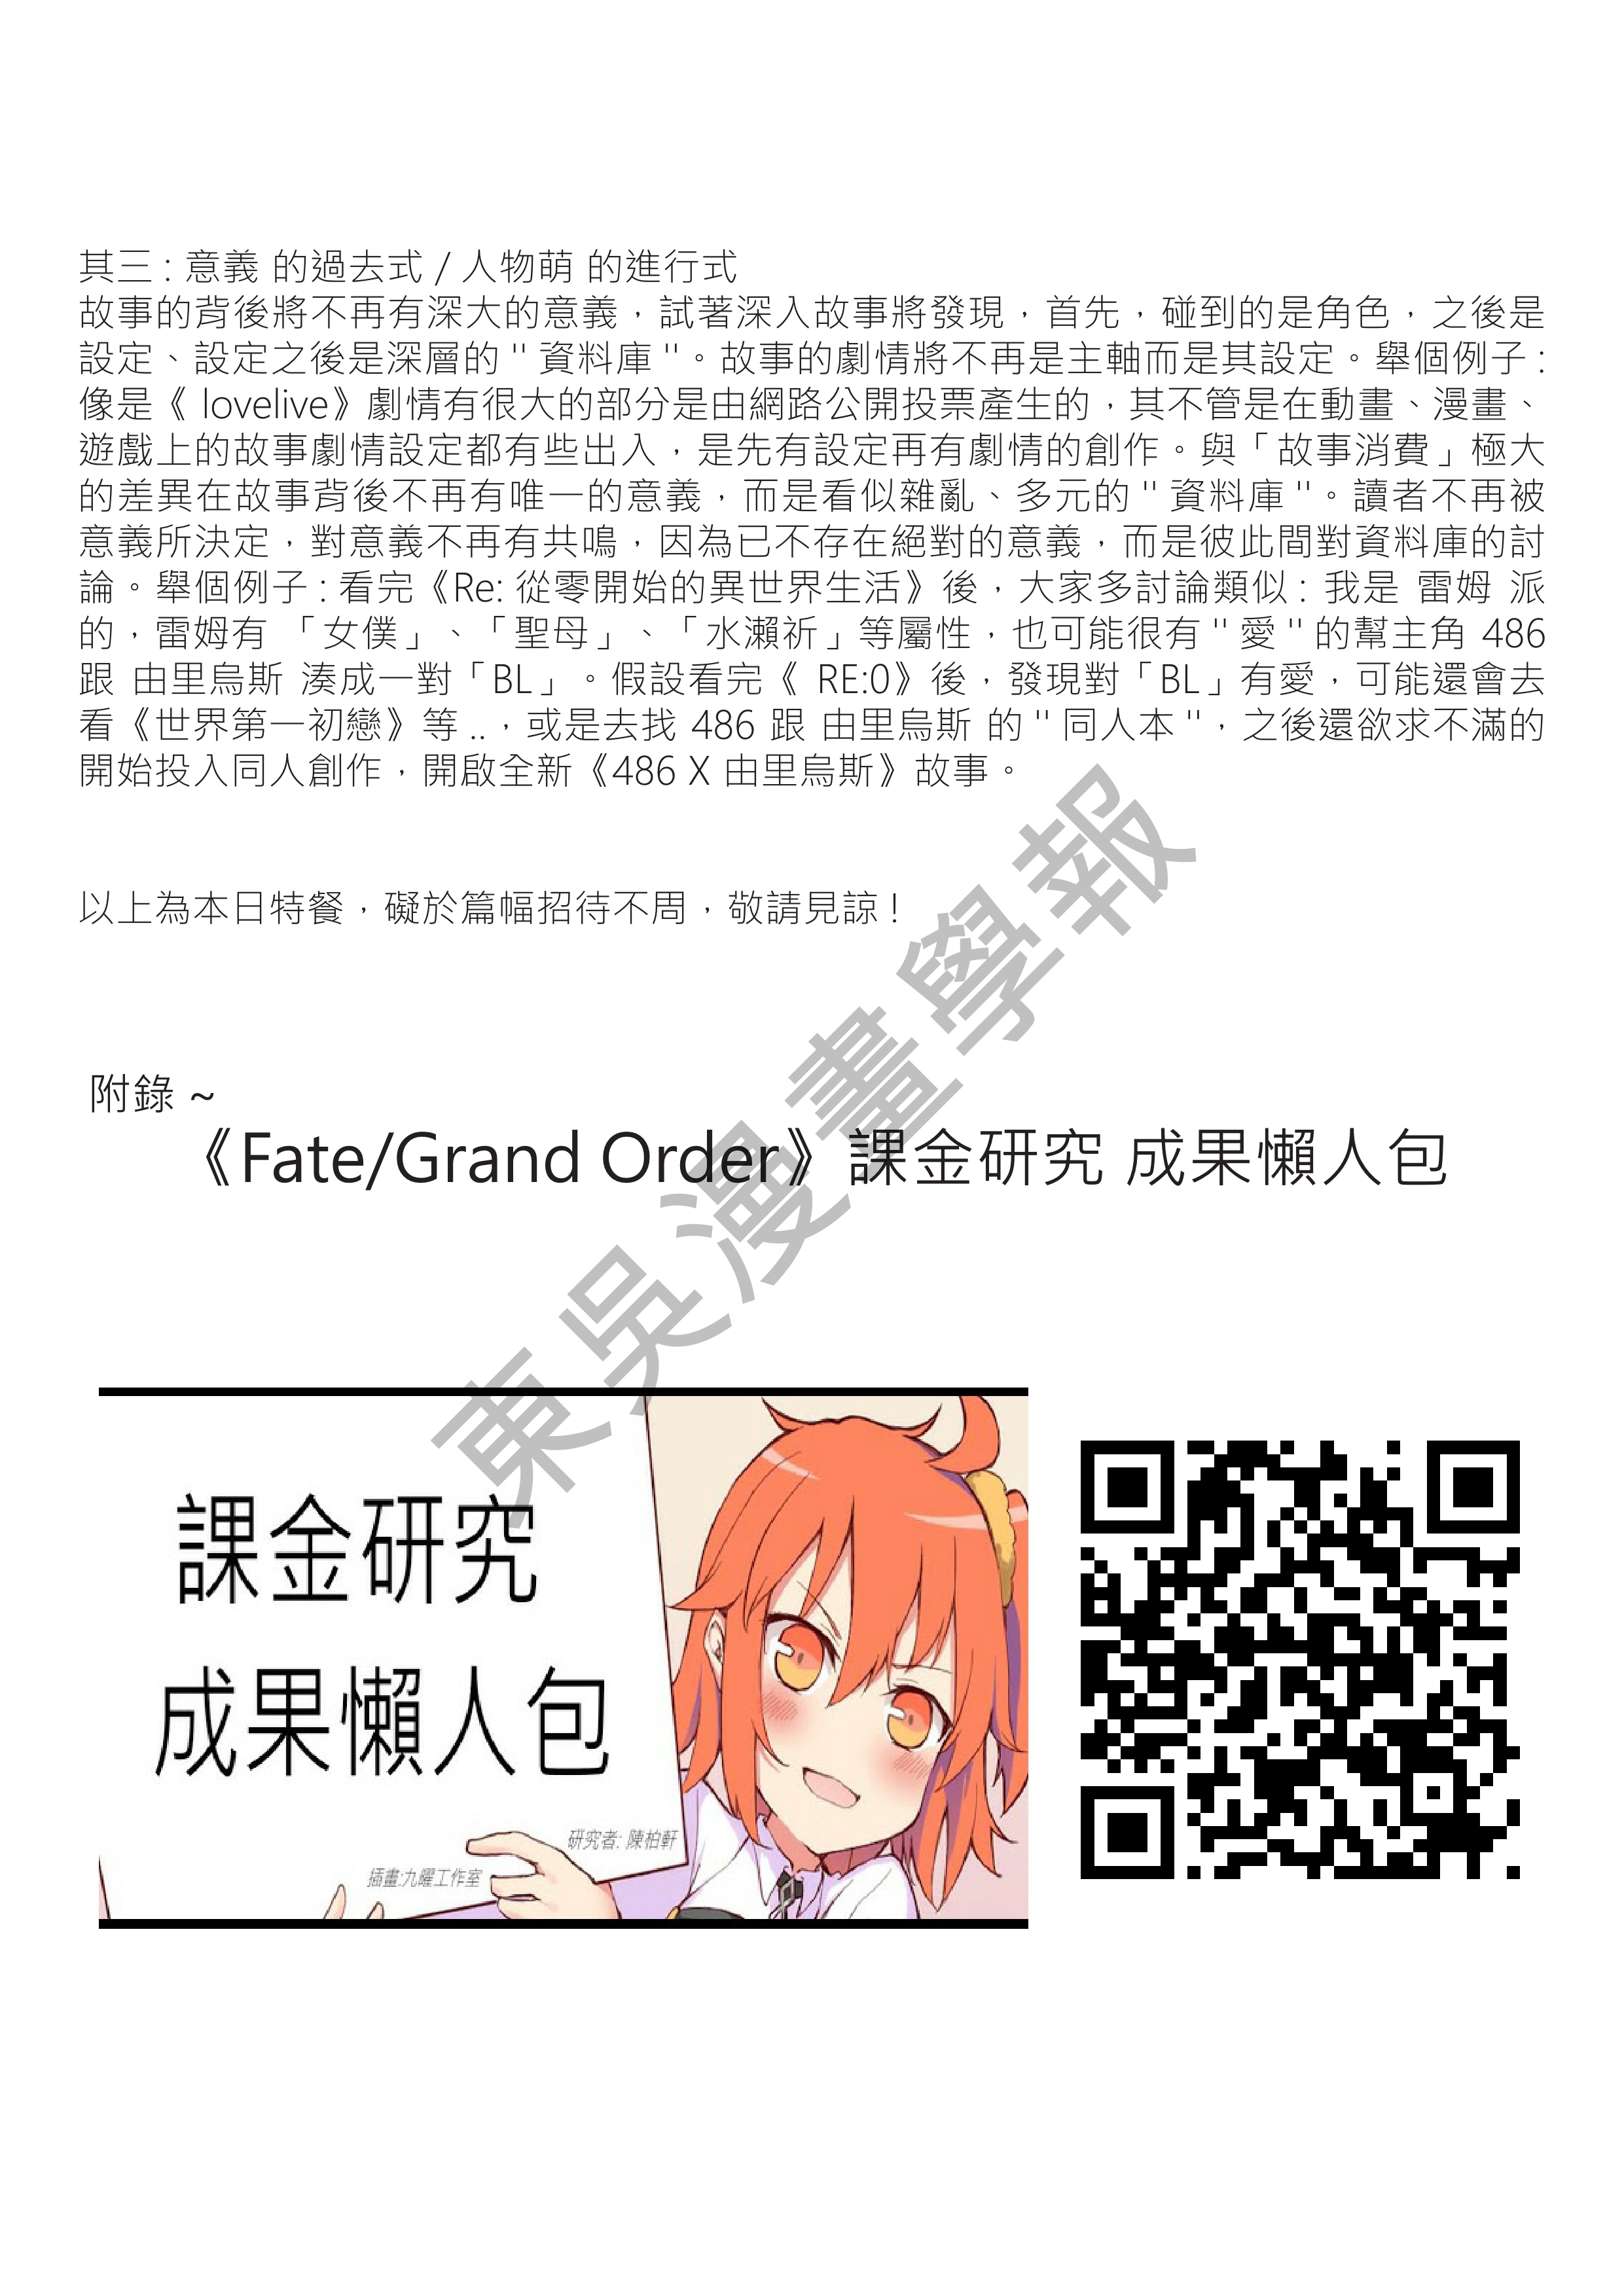 其三 : 意義 的過去式 / 人物萌 的進行式
故事的背後將不再有深大的意義，試著深入故事將發現，首先，碰到的是角色，之後是
設定、設定之後是深層的 " 資料庫 "。故事的劇情將不再是主軸而是其設定。舉個例子 :
像是《 lovelive》劇情有很大的部分是由網路公開投票產生的，其不管是在動畫、漫畫、
遊戲上的故事劇情設定都有些出入，是先有設定再有劇情的創作。與「故事消費」極大
的差異在故事背後不再有唯一的意義，而是看似雜亂、多元的 " 資料庫 "。讀者不再被
意義所決定，對意義不再有共鳴，因為已不存在絕對的意義，而是彼此間對資料庫的討
論。舉個例子 : 看完《Re: 從零開始的異世界生活》後，大家多討論類似 : 我是 雷姆 派
的，雷姆有 「女僕」、「聖母」、「水瀨祈」等屬性，也可能很有 " 愛 " 的幫主角 486
跟 由里烏斯 湊成一對「BL」。假設看完《 RE:0》後，發現對「BL」有愛，可能還會去
看《世界第一初戀》等 ..，或是去找 486 跟 由里烏斯 的 " 同人本 "，之後還欲求不滿的
開始投入同人創作，開啟全新《486 X 由里烏斯》故事。
以上為本日特餐，礙於篇幅招待不周，敬請見諒 !
附錄 ~
《Fate/Grand Order》課金研究 成果懶人包
東吳漫畫學報
課金研究
成果懶人包
研究者: 陳柏軒
插畫:九曜工作室